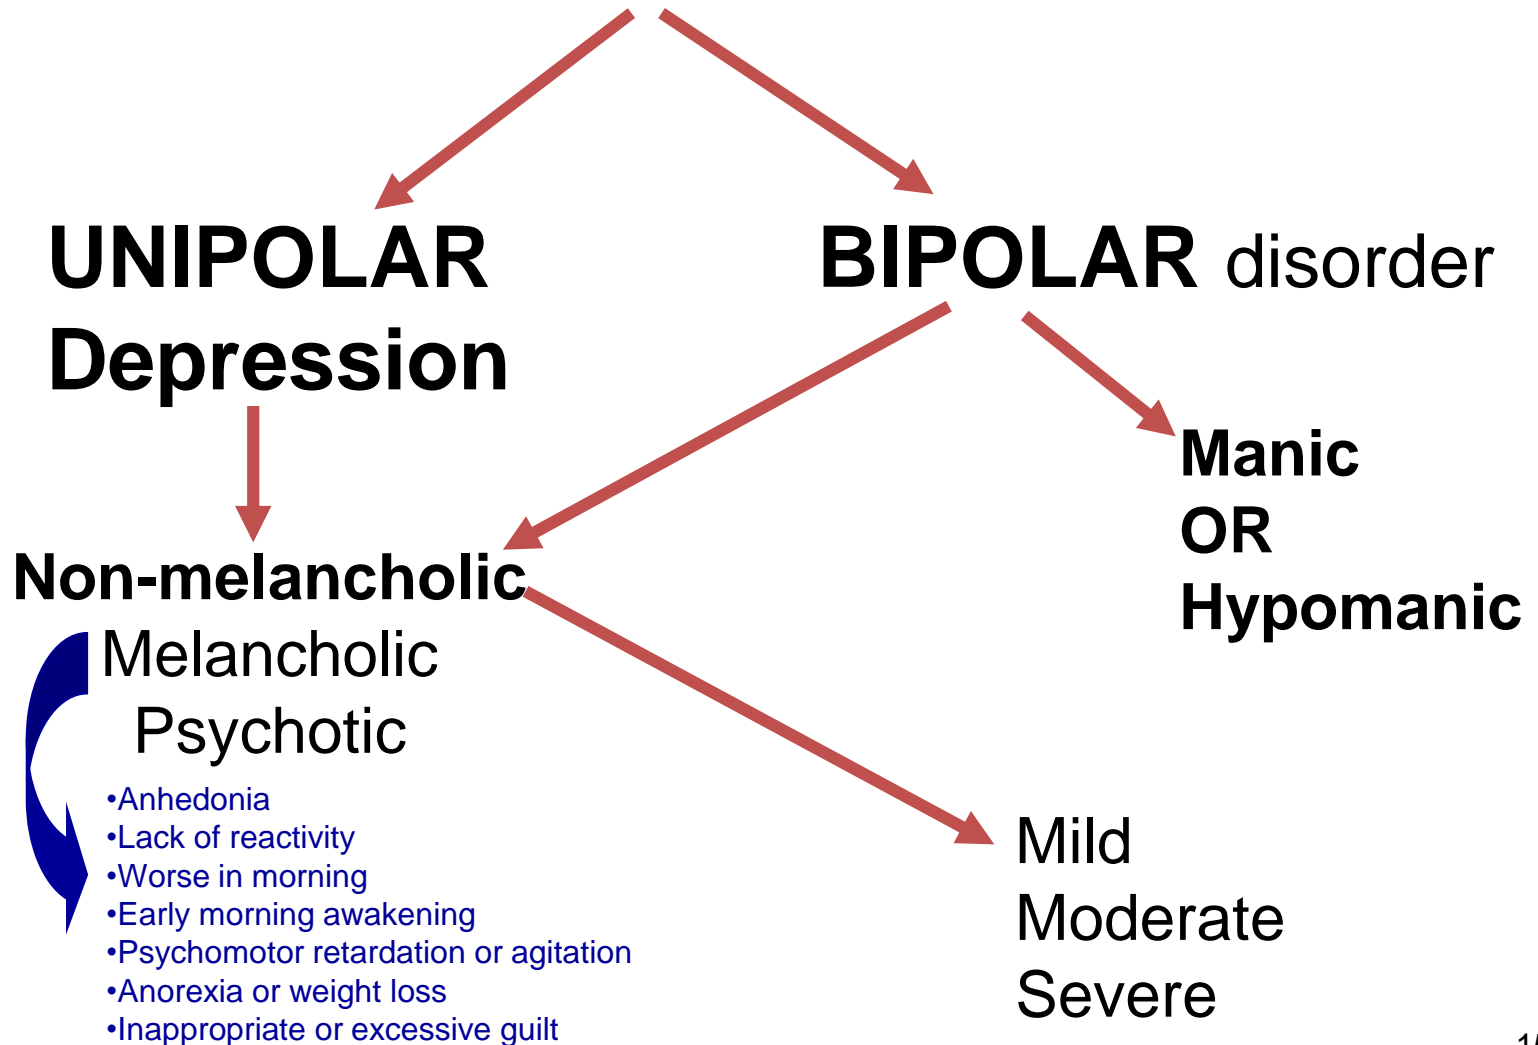 UNIPOLAR
Depression
BIPOLAR disorder
Manic
OR
Hypomanic
Non-melancholic
Melancholic
Psychotic
•Anhedonia
•Lack of reactivity
•Worse in morning
•Early morning awakening
•Psychomotor retardation or agitation
•Anorexia or weight loss
•Inappropriate or excessive guilt
Mild
Moderate
Severe